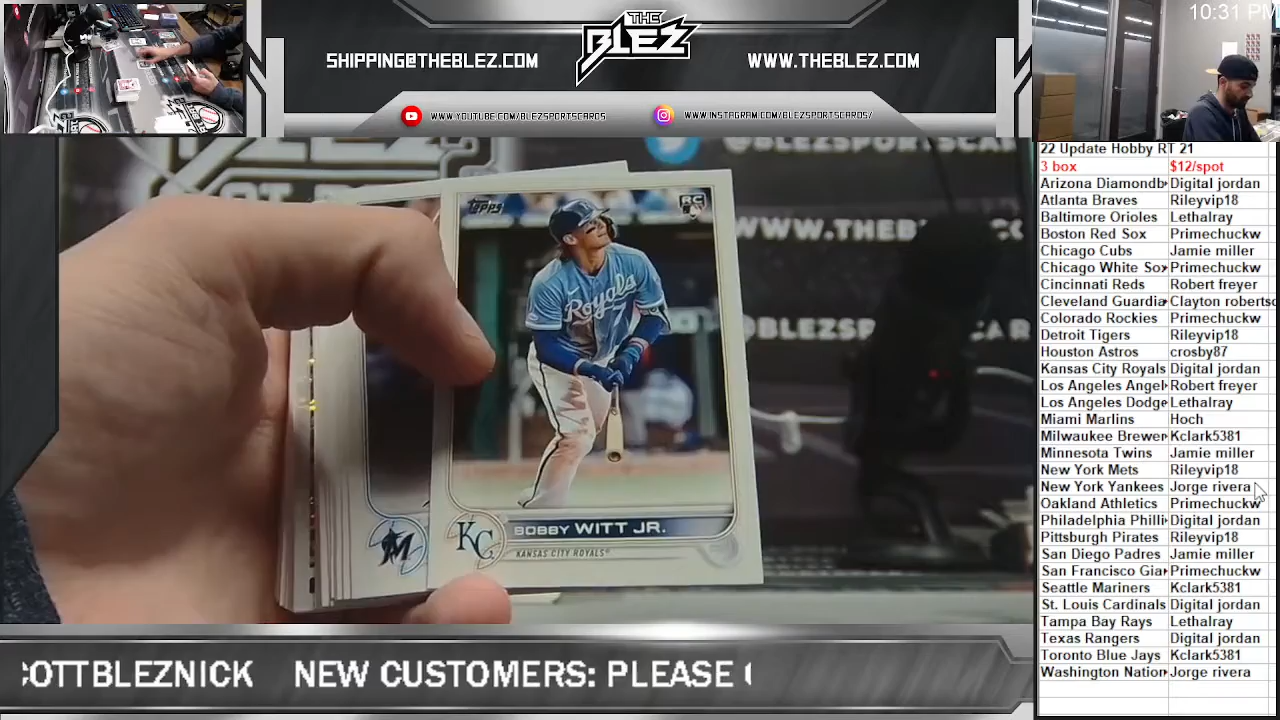 10:31 PM
THE
BLEZ
SHIPPING@THEBLEZ.COM
WWW.THEBLEZ.COM
WWW.YOUTUBE.COM/BLEZSPORTSCARDS
WWW.INSTAGRAM.COM/BLEZSPORTSCARDS/
@BLEZSPORTSCAR
WWW.THEB
@BLEZSP
CARD
Topps
RC
Royals
7
M
KC
BOBBY WITT JR.
KANSAS CITY ROYALS®
22 Update Hobby RT 21
3 box $12/spot
Arizona Diamondb Digital jordan
Atlanta Braves Rileyvip18
Baltimore Orioles Lethalray
Boston Red Sox Primechuckw
Chicago Cubs Jamie miller
Chicago White Sox Primechuckw
Cincinnati Reds Robert freyer
Cleveland Guardia Clayton robertso
Colorado Rockies Primechuckw
Detroit Tigers Rileyvip18
Houston Astros crosby87
Kansas City Royals Digital jordan
Los Angeles Angel Robert freyer
Los Angeles Dodge Lethalray
Miami Marlins Hoch
Milwaukee Brewer Kclark5381
Minnesota Twins Jamie miller
New York Mets Rileyvip18
New York Yankees Jorge rivera
Oakland Athletics Primechuckw
Philadelphia Philli Digital jordan
Pittsburgh Pirates Rileyvip18
San Diego Padres Jamie miller
San Francisco Gia Primechuckw
Seattle Mariners Kclark5381
St. Louis Cardinals Digital jordan
Tampa Bay Rays Lethalray
Texas Rangers Digital jordan
Toronto Blue Jays Kclark5381
Washington Nation Jorge rivera
OTTBLEZNICK NEW CUSTOMERS: PLEASE